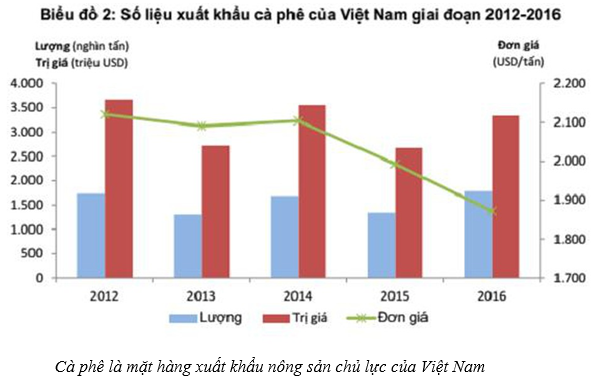 Biểu đồ 2: Số liệu xuất khẩu cà phê của Việt Nam giai đoạn 2012-2016
Lượng (nghìn tấn)
Trị giá (triệu USD)
Đơn giá
(USD/tấn)
4.000
3.500
3.000
2.500
2.000
1.500
1.000
500
0
2.200
2.100
2.000
1.900
1.800
1.700
2012 2013 2014 2015 2016
Lượng Trị giá Đơn giá
Cà phê là mặt hàng xuất khẩu nông sản chủ lực của Việt Nam